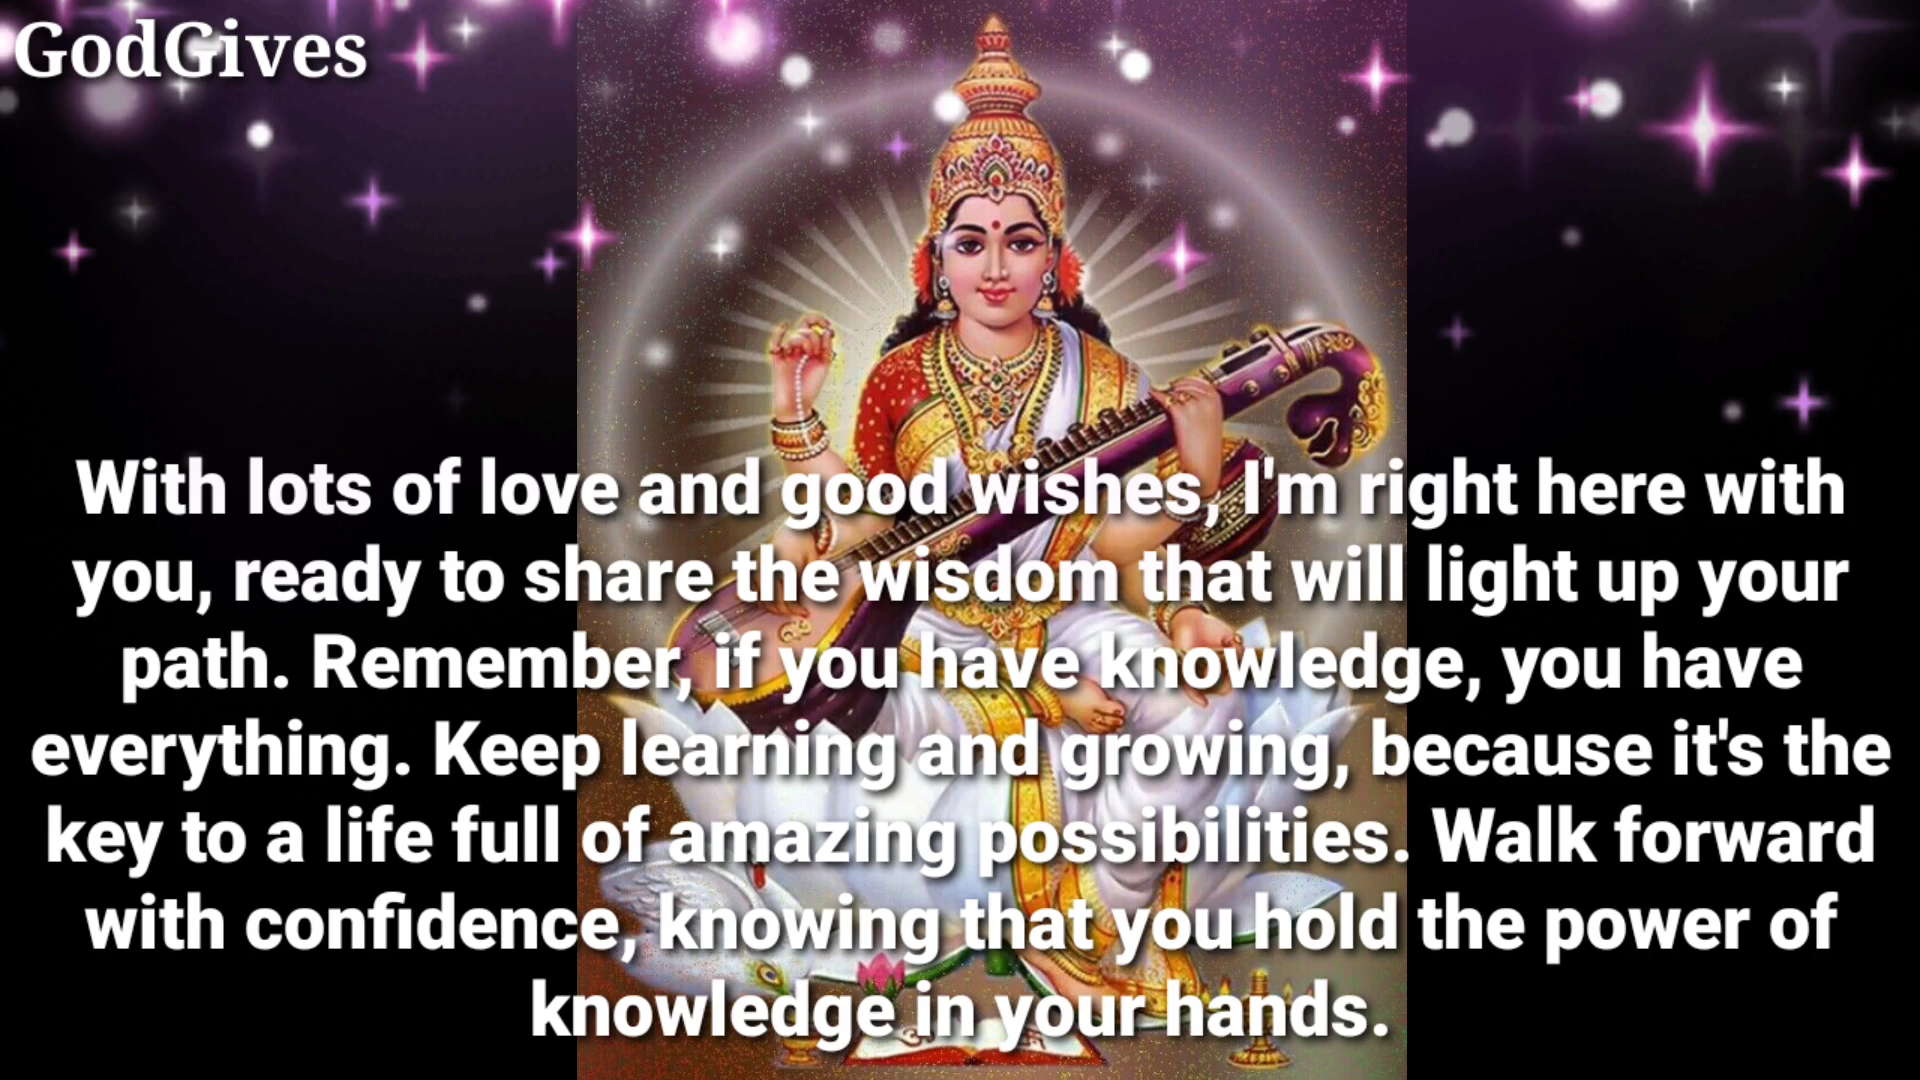 GodGives
With lots of love and good wishes, I'm right here with
you, ready to share the wisdom that will light up your
path. Remember, if you have knowledge, you have
everything. Keep learning and growing, because it's the
key to a life full of amazing possibilities. Walk forward
with confidence, knowing that you hold the power of
knowledge in your hands.